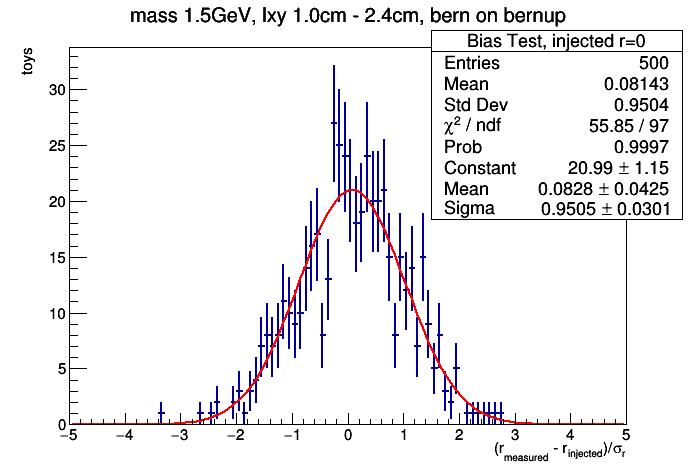 mass 1.5GeV, lxy 1.0cm - 2.4cm, bern on bernup
Bias Test, injected r=0
Entries 500
Mean 0.08143
Std Dev 0.9504
χ² / ndf 55.85 / 97
Prob 0.9997
Constant 20.99 ± 1.15
Mean 0.0828 ± 0.0425
Sigma 0.9505 ± 0.0301
toys
30
25
20
15
10
5
0
−5 −4 −3 −2 −1 0 1 2 3 4 5
(r_measured - r_injected)/σ_r